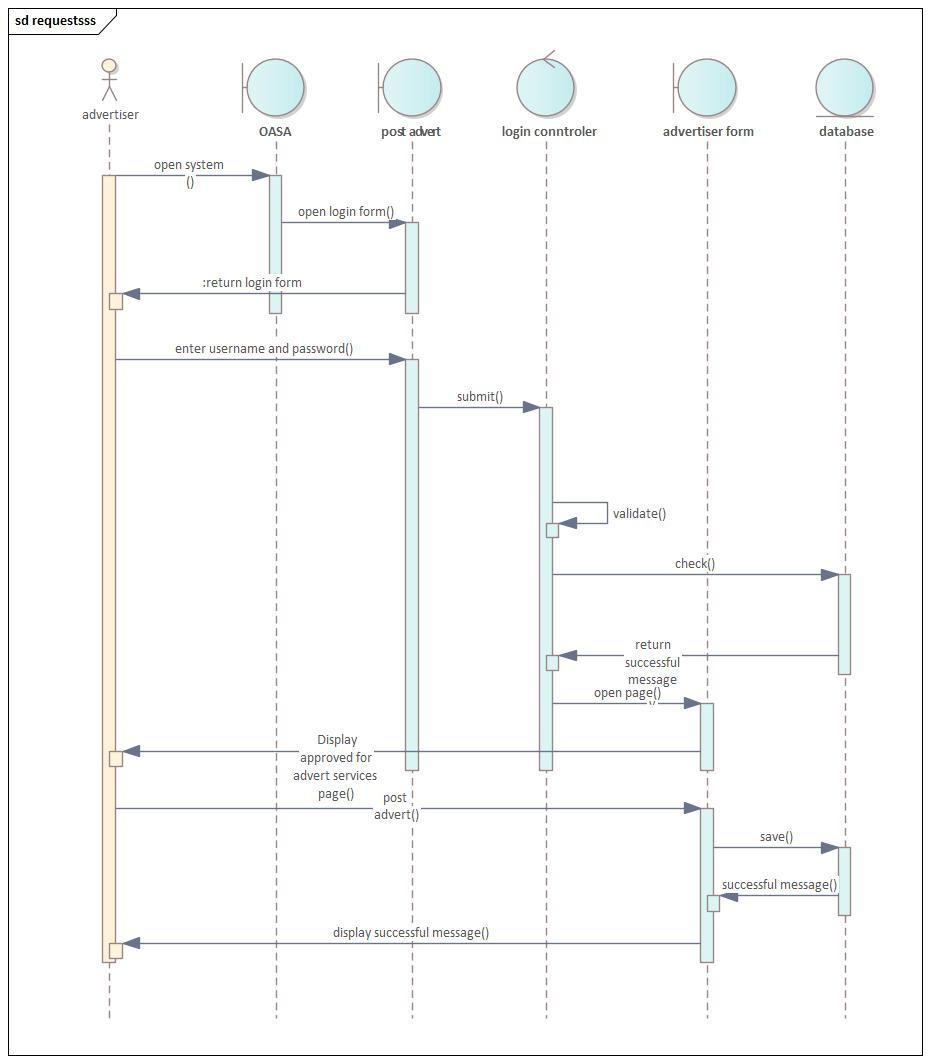 sd requestsss
advertiser
OASA
post advert
login conntroler
advertiser form
database
open system
()
open login form()
:return login form
enter username and password()
submit()
validate()
check()
return
successful
message
()
open page()
Display
approved for
advert services
page()
post
advert()
save()
successful message()
display successful message()